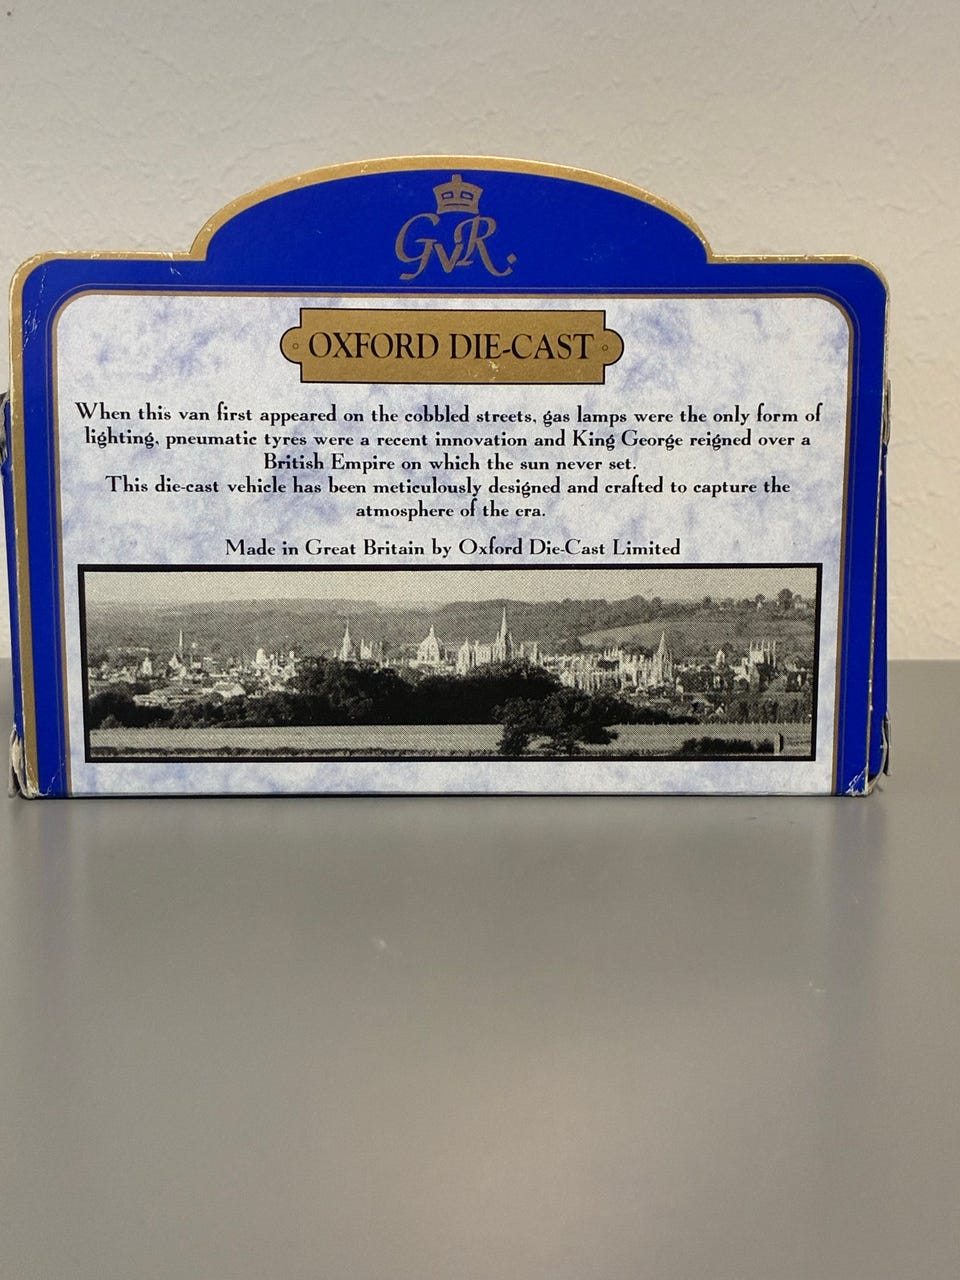 GvR.
OXFORD DIE-CAST
When this van first appeared on the cobbled streets, gas lamps were the only form of
lighting, pneumatic tyres were a recent innovation and King George reigned over a
British Empire on which the sun never set.
This die-cast vehicle has been meticulously designed and crafted to capture the
atmosphere of the era.
Made in Great Britain by Oxford Die-Cast Limited